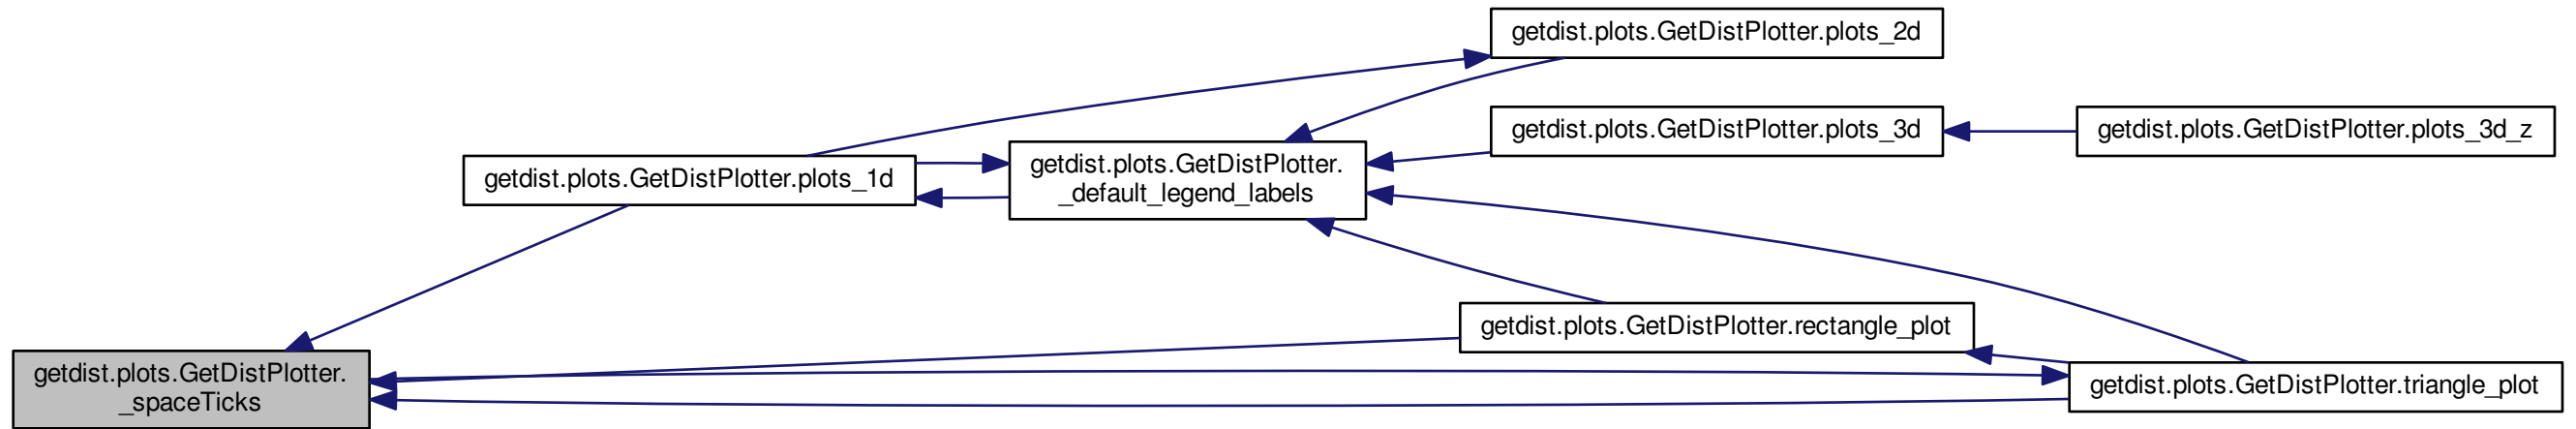 getdist.plots.GetDistPlotter.plots_2d
getdist.plots.GetDistPlotter.plots_3d
getdist.plots.GetDistPlotter.plots_3d_z
getdist.plots.GetDistPlotter.plots_1d
getdist.plots.GetDistPlotter.
_default_legend_labels
getdist.plots.GetDistPlotter.rectangle_plot
getdist.plots.GetDistPlotter.
_spaceTicks
getdist.plots.GetDistPlotter.triangle_plot